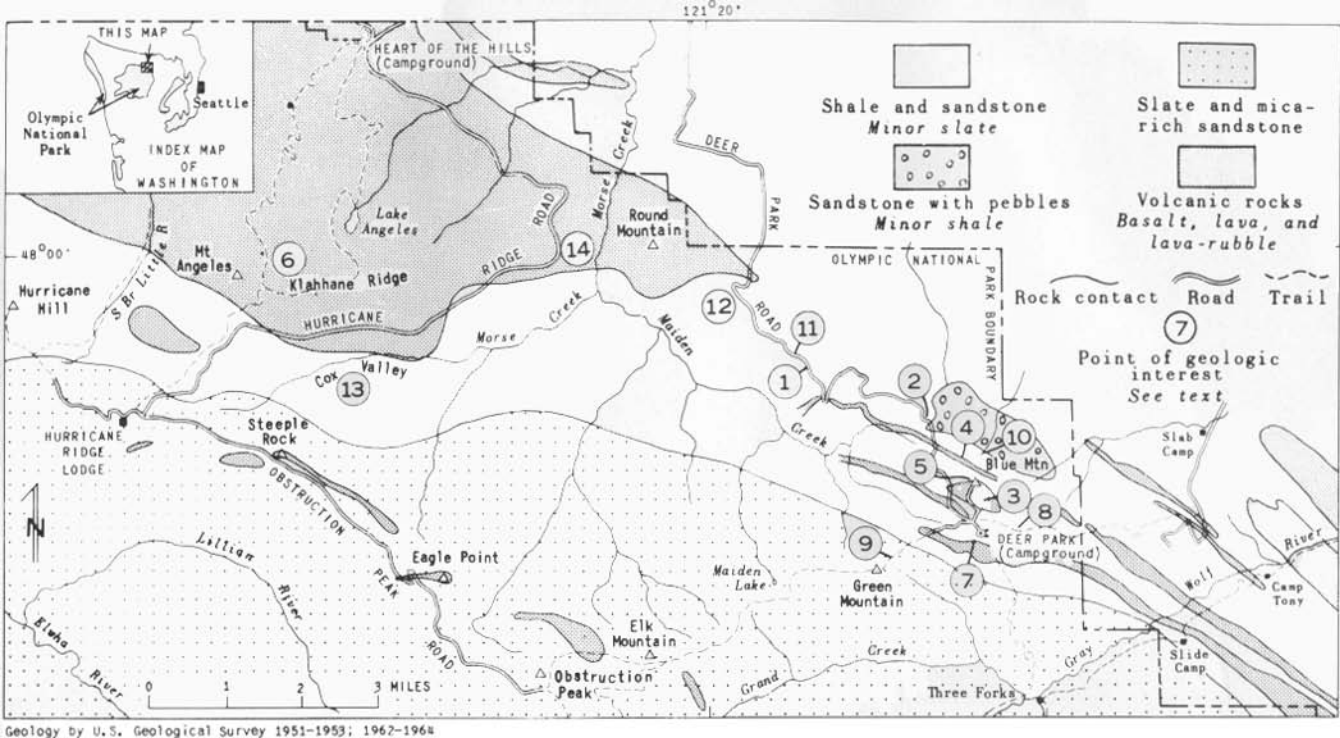 121°20'
THIS MAP
Seattle
Olympic
National
Park
INDEX MAP
OF
WASHINGTON
HEART OF THE HILLS
(Campground)
Shale and sandstone
Minor slate
Slate and mica-
rich sandstone
Sandstone with pebbles
Minor shale
Volcanic rocks
Basalt, lava, and
lava-rubble
Rock contact
Road
Trail
7
Point of geologic
interest
See text
DEER
PARK
ROAD
Morse Creek
Lake
Angeles
Round
Mountain
ROAD
RIDGE
HURRICANE
14
6
Mt
Angeles
Klahhane Ridge
48°00'
S Br Little R
Hurricane
Hill
OLYMPIC NATIONAL
PARK BOUNDARY
12
11
1
2
4
10
Blue Mtn
5
3
8
DEER PARK
(Campground)
7
9
Green
Mountain
Morse Creek
Maiden
Creek
Cox Valley
13
HURRICANE
RIDGE
LODGE
Steeple
Rock
OBSTRUCTION
PEAK
ROAD
N
Lillian
River
Elwha
River
Eagle Point
Maiden
Lake
Elk
Mountain
Obstruction
Peak
Grand
Creek
Three Forks
Gray
Wolf
River
Slab
Camp
Camp
Tony
Slide
Camp
0 1 2 3 MILES
Geology by U.S. Geological Survey 1951-1953; 1962-1964